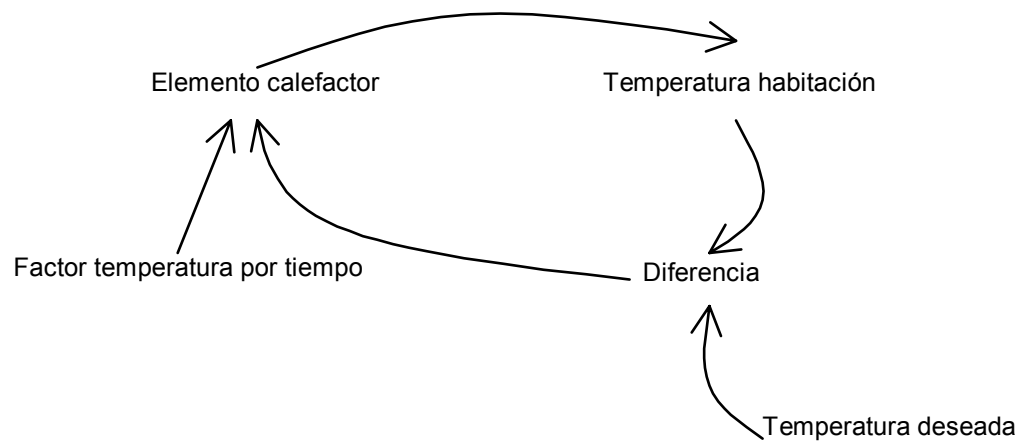 Elemento calefactor
Temperatura habitación
Factor temperatura por tiempo
Diferencia
Temperatura deseada